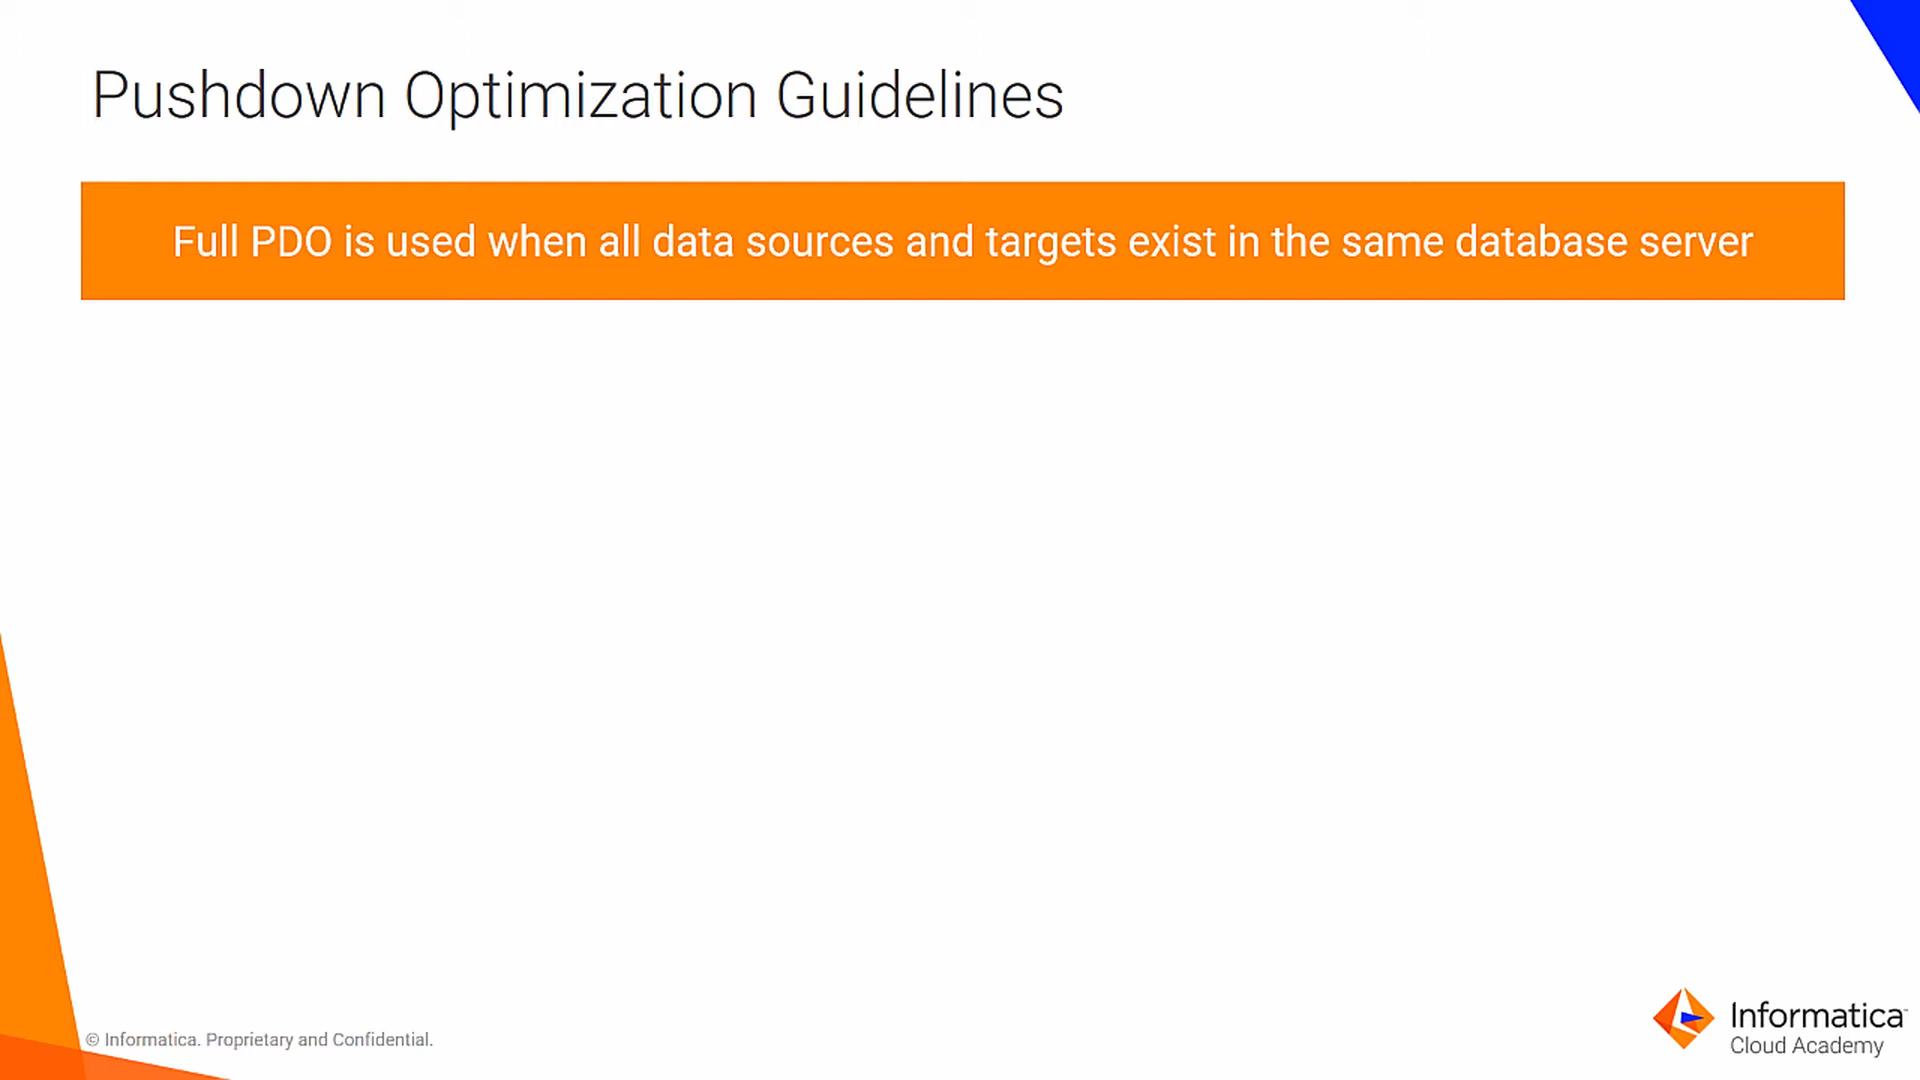 Pushdown Optimization Guidelines
Full PDO is used when all data sources and targets exist in the same database server
© Informatica. Proprietary and Confidential.
Informatica™
Cloud Academy